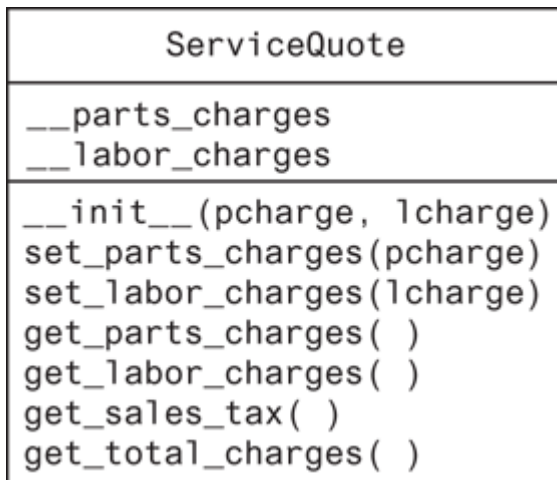 ServiceQuote
__parts_charges
__labor_charges
__init__(pcharge, lcharge)
set_parts_charges(pcharge)
set_labor_charges(lcharge)
get_parts_charges( )
get_labor_charges( )
get_sales_tax( )
get_total_charges( )